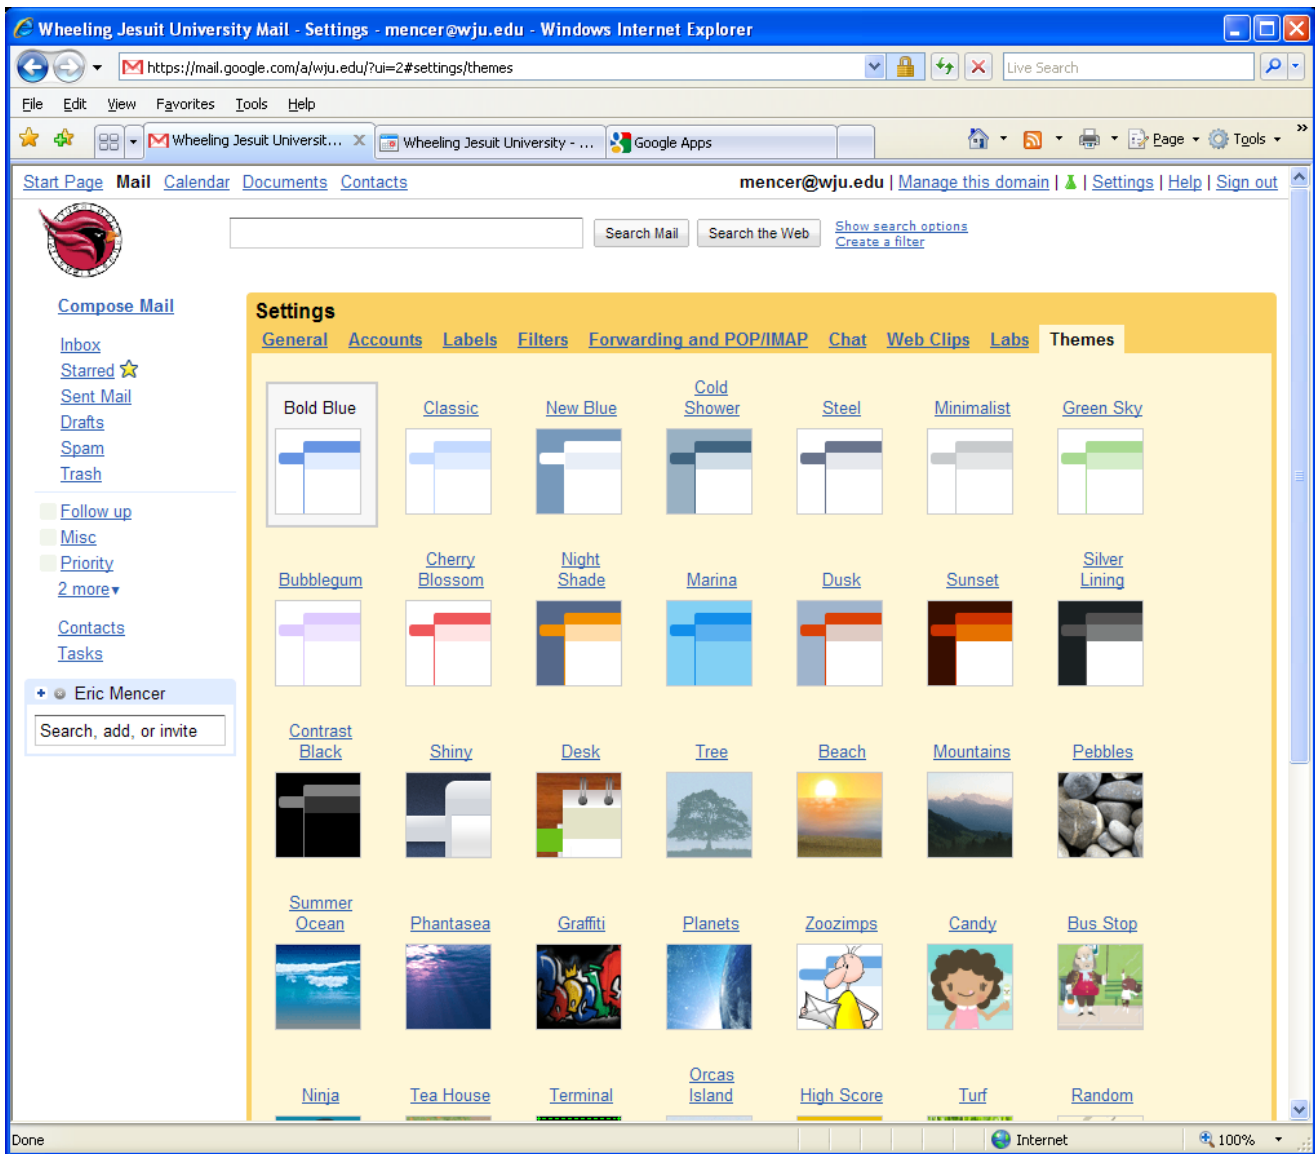 Wheeling Jesuit University Mail - Settings - mencer@wju.edu - Windows Internet Explorer
https://mail.google.com/a/wju.edu/?ui=2#settings/themes
Live Search
File Edit View Favorites Tools Help
Wheeling Jesuit Universit... Wheeling Jesuit University - ... Google Apps Page Tools »
Start Page Mail Calendar Documents Contacts mencer@wju.edu | Manage this domain | | Settings | Help | Sign out
Search Mail Search the Web Show search options
Create a filter
Compose Mail
Inbox
Starred
Sent Mail
Drafts
Spam
Trash
Follow up
Misc
Priority
2 more▾
Contacts
Tasks
Eric Mencer
Search, add, or invite
Settings
General Accounts Labels Filters Forwarding and POP/IMAP Chat Web Clips Labs Themes
Bold Blue Classic New Blue Cold Shower Steel Minimalist Green Sky
Bubblegum Cherry Blossom Night Shade Marina Dusk Sunset Silver Lining
Contrast Black Shiny Desk Tree Beach Mountains Pebbles
Summer Ocean Phantasea Graffiti Planets Zoozimps Candy Bus Stop
Ninja Tea House Terminal Orcas Island High Score Turf Random
Done Internet 100%